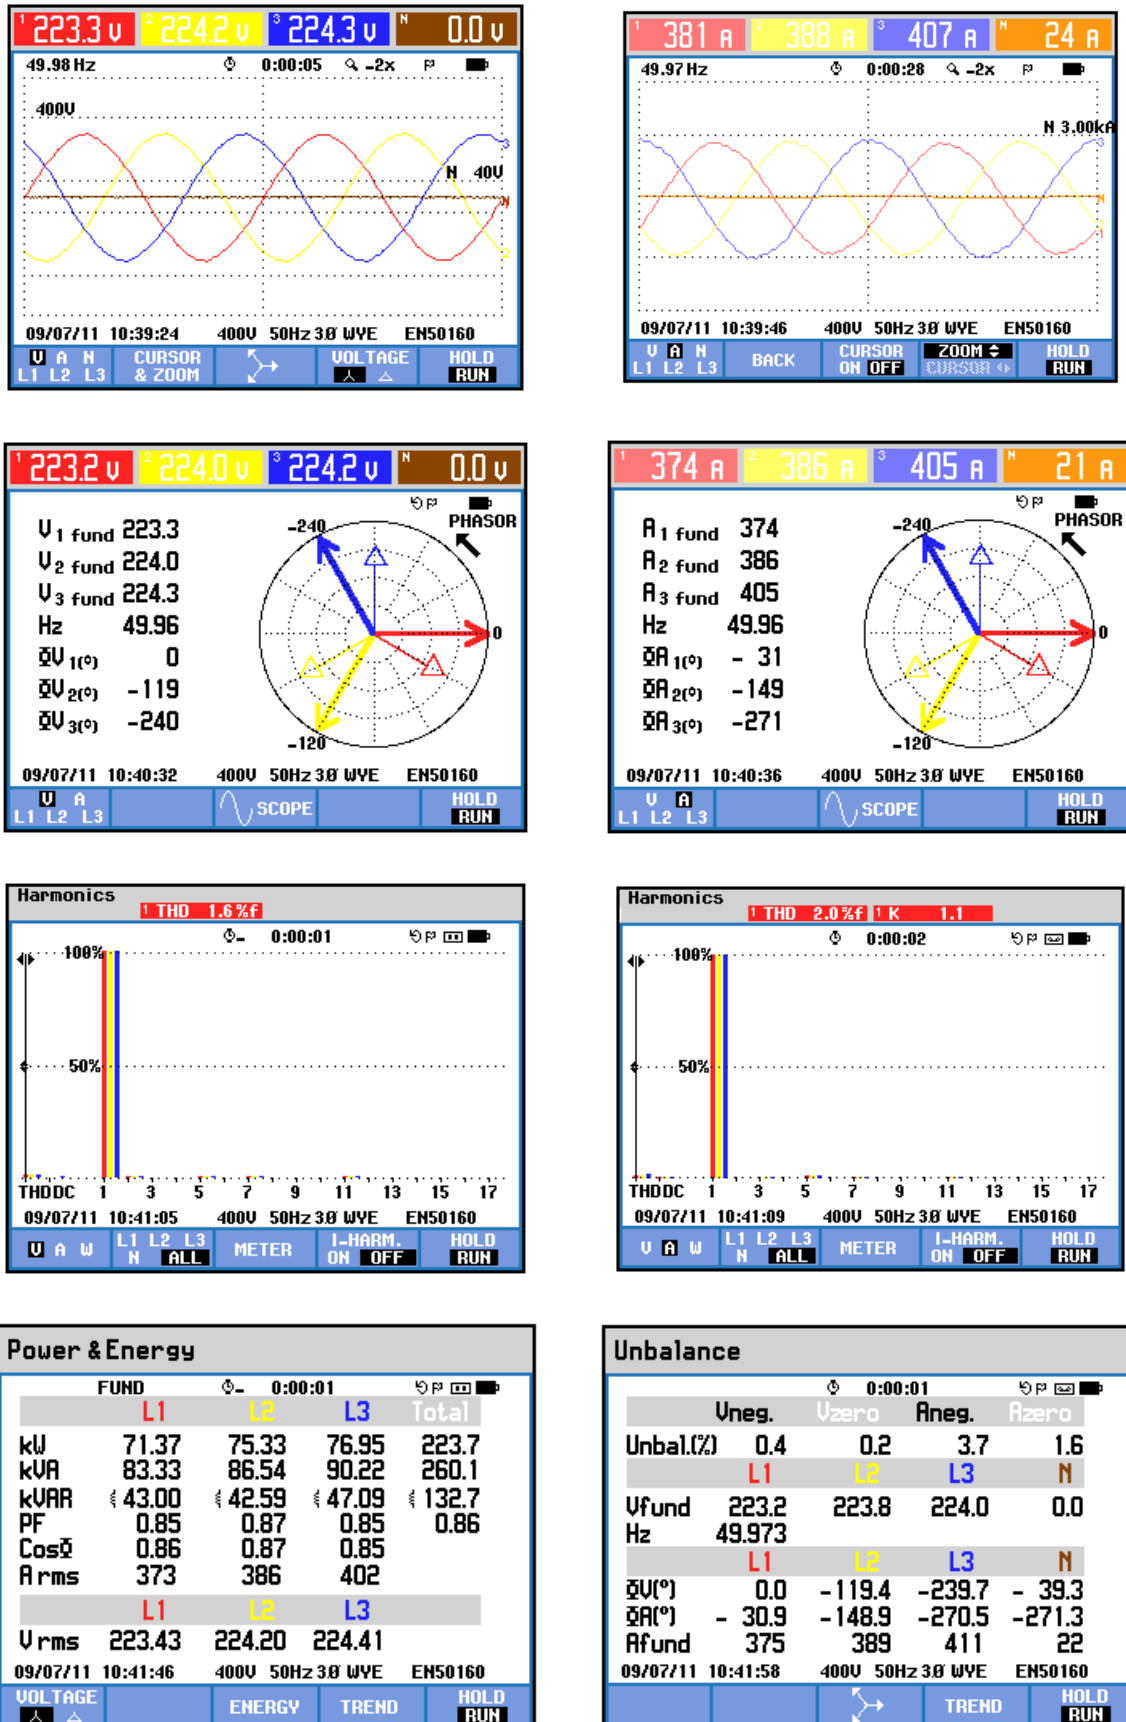 1 223.3 V 2 224.2 V 3 224.3 V N 0.0 V
49.98 Hz 0:00:05 -2x
400V
N 40V
3
N
2
09/07/11 10:39:24 400V 50Hz 3Ø WYE EN50160
V A N CURSOR VOLTAGE HOLD
L1 L2 L3 & ZOOM RUN
1 381 A 2 388 A 3 407 A N 24 A
49.97 Hz 0:00:28 -2x
N 3.00kA
3
N
2
1
09/07/11 10:39:46 400V 50Hz 3Ø WYE EN50160
V A N BACK CURSOR ZOOM HOLD
L1 L2 L3 ON OFF CURSOR RUN
1 223.2 V 2 224.0 V 3 224.2 V N 0.0 V
PHASOR
V1 fund 223.3
V2 fund 224.0
V3 fund 224.3
Hz 49.96
ΦV1(°) 0
ΦV2(°) -119
ΦV3(°) -240
-240
0
-120
09/07/11 10:40:32 400V 50Hz 3Ø WYE EN50160
V A SCOPE HOLD
L1 L2 L3 RUN
1 374 A 2 386 A 3 405 A N 21 A
PHASOR
A1 fund 374
A2 fund 386
A3 fund 405
Hz 49.96
ΦA1(°) - 31
ΦA2(°) -149
ΦA3(°) -271
-240
0
-120
09/07/11 10:40:36 400V 50Hz 3Ø WYE EN50160
V A SCOPE HOLD
L1 L2 L3 RUN
Harmonics
1 THD 1.6%f
0:00:01
100%
50%
THDDC 1 3 5 7 9 11 13 15 17
09/07/11 10:41:05 400V 50Hz 3Ø WYE EN50160
V A W L1 L2 L3 METER I-HARM. HOLD
N ALL ON OFF RUN
Harmonics
1 THD 2.0%f 1 K 1.1
0:00:02
100%
50%
THDDC 1 3 5 7 9 11 13 15 17
09/07/11 10:41:09 400V 50Hz 3Ø WYE EN50160
V A W L1 L2 L3 METER I-HARM. HOLD
N ALL ON OFF RUN
Power & Energy
FUND 0:00:01
L1 L2 L3 Total
kW 71.37 75.33 76.95 223.7
kVA 83.33 86.54 90.22 260.1
kVAR 43.00 42.59 47.09 132.7
PF 0.85 0.87 0.85 0.86
CosΦ 0.86 0.87 0.85
A rms 373 386 402
L1 L2 L3
V rms 223.43 224.20 224.41
09/07/11 10:41:46 400V 50Hz 3Ø WYE EN50160
VOLTAGE ENERGY TREND HOLD
RUN
Unbalance
0:00:01
Vneg. Vzero Aneg. Azero
Unbal.(%) 0.4 0.2 3.7 1.6
L1 L2 L3 N
Vfund 223.2 223.8 224.0 0.0
Hz 49.973
L1 L2 L3 N
ΦV(°) 0.0 -119.4 -239.7 - 39.3
ΦA(°) - 30.9 -148.9 -270.5 -271.3
Afund 375 389 411 22
09/07/11 10:41:58 400V 50Hz 3Ø WYE EN50160
TREND HOLD
RUN